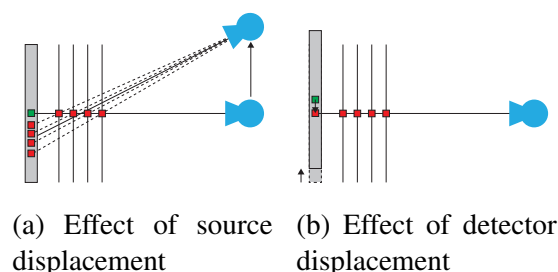 (a) Effect of source
displacement
(b) Effect of detector
displacement